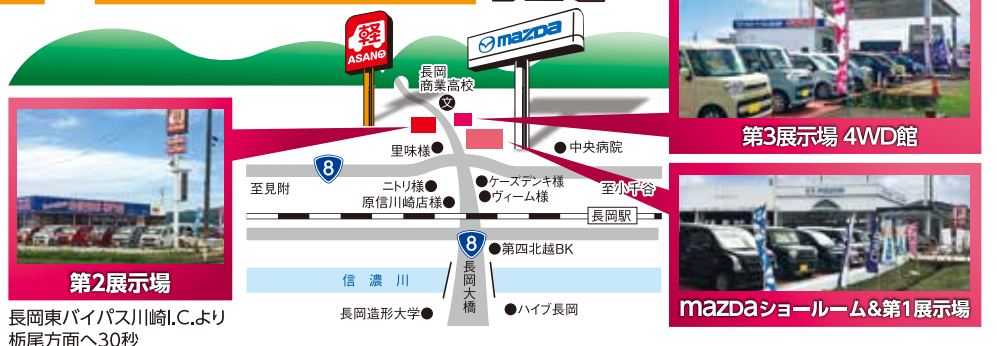 軽
ASANO
mazda
長岡
商業高校
文
里味様
中央病院
8
至見附
ニトリ様
原信川崎店様
ケーズデンキ様
ヴィーム様
至小千谷
長岡駅
8
第四北越BK
信濃川
長岡大橋
長岡造形大学
ハイブ長岡
第2展示場
長岡東バイパス川崎I.C.より
栃尾方面へ30秒
第3展示場 4WD館
mazdaショールーム&第1展示場